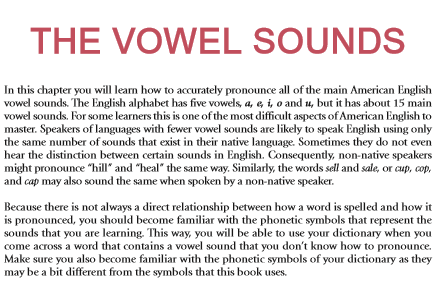 THE VOWEL SOUNDS
In this chapter you will learn how to accurately pronounce all of the main American English
vowel sounds. The English alphabet has five vowels, a, e, i, o and u, but it has about 15 main
vowel sounds. For some learners this is one of the most difficult aspects of American English to
master. Speakers of languages with fewer vowel sounds are likely to speak English using only
the same number of sounds that exist in their native language. Sometimes they do not even
hear the distinction between certain sounds in English. Consequently, non-native speakers
might pronounce “hill” and “heal” the same way. Similarly, the words sell and sale, or cup, cop,
and cap may also sound the same when spoken by a non-native speaker.
Because there is not always a direct relationship between how a word is spelled and how it
is pronounced, you should become familiar with the phonetic symbols that represent the
sounds that you are learning. This way, you will be able to use your dictionary when you
come across a word that contains a vowel sound that you don’t know how to pronounce.
Make sure you also become familiar with the phonetic symbols of your dictionary as they
may be a bit different from the symbols that this book uses.